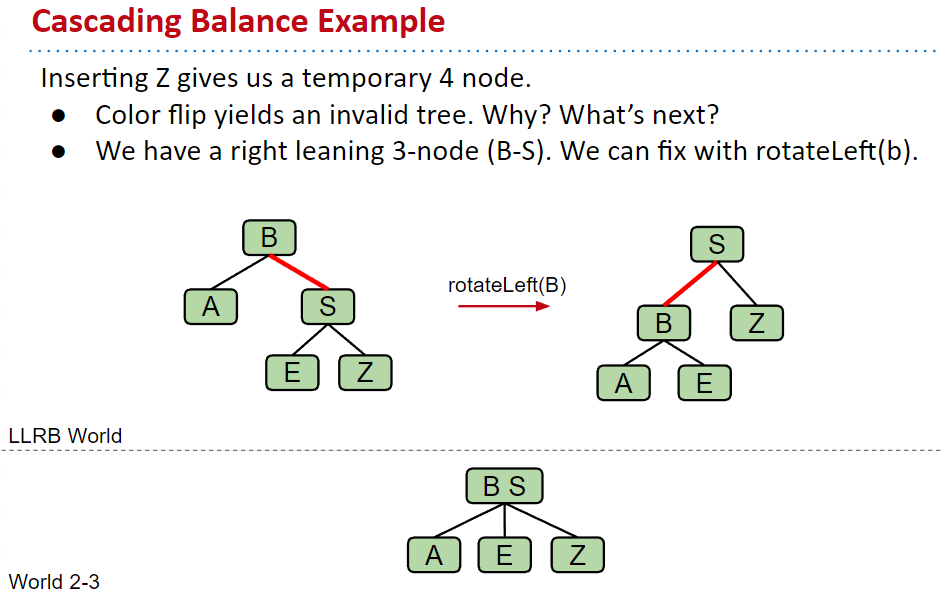 Cascading Balance Example
Inserting Z gives us a temporary 4 node.
● Color flip yields an invalid tree. Why? What’s next?
● We have a right leaning 3-node (B-S). We can fix with rotateLeft(b).
B
A
S
E
Z
rotateLeft(B)
S
B
Z
A
E
LLRB World
B S
A
E
Z
World 2-3